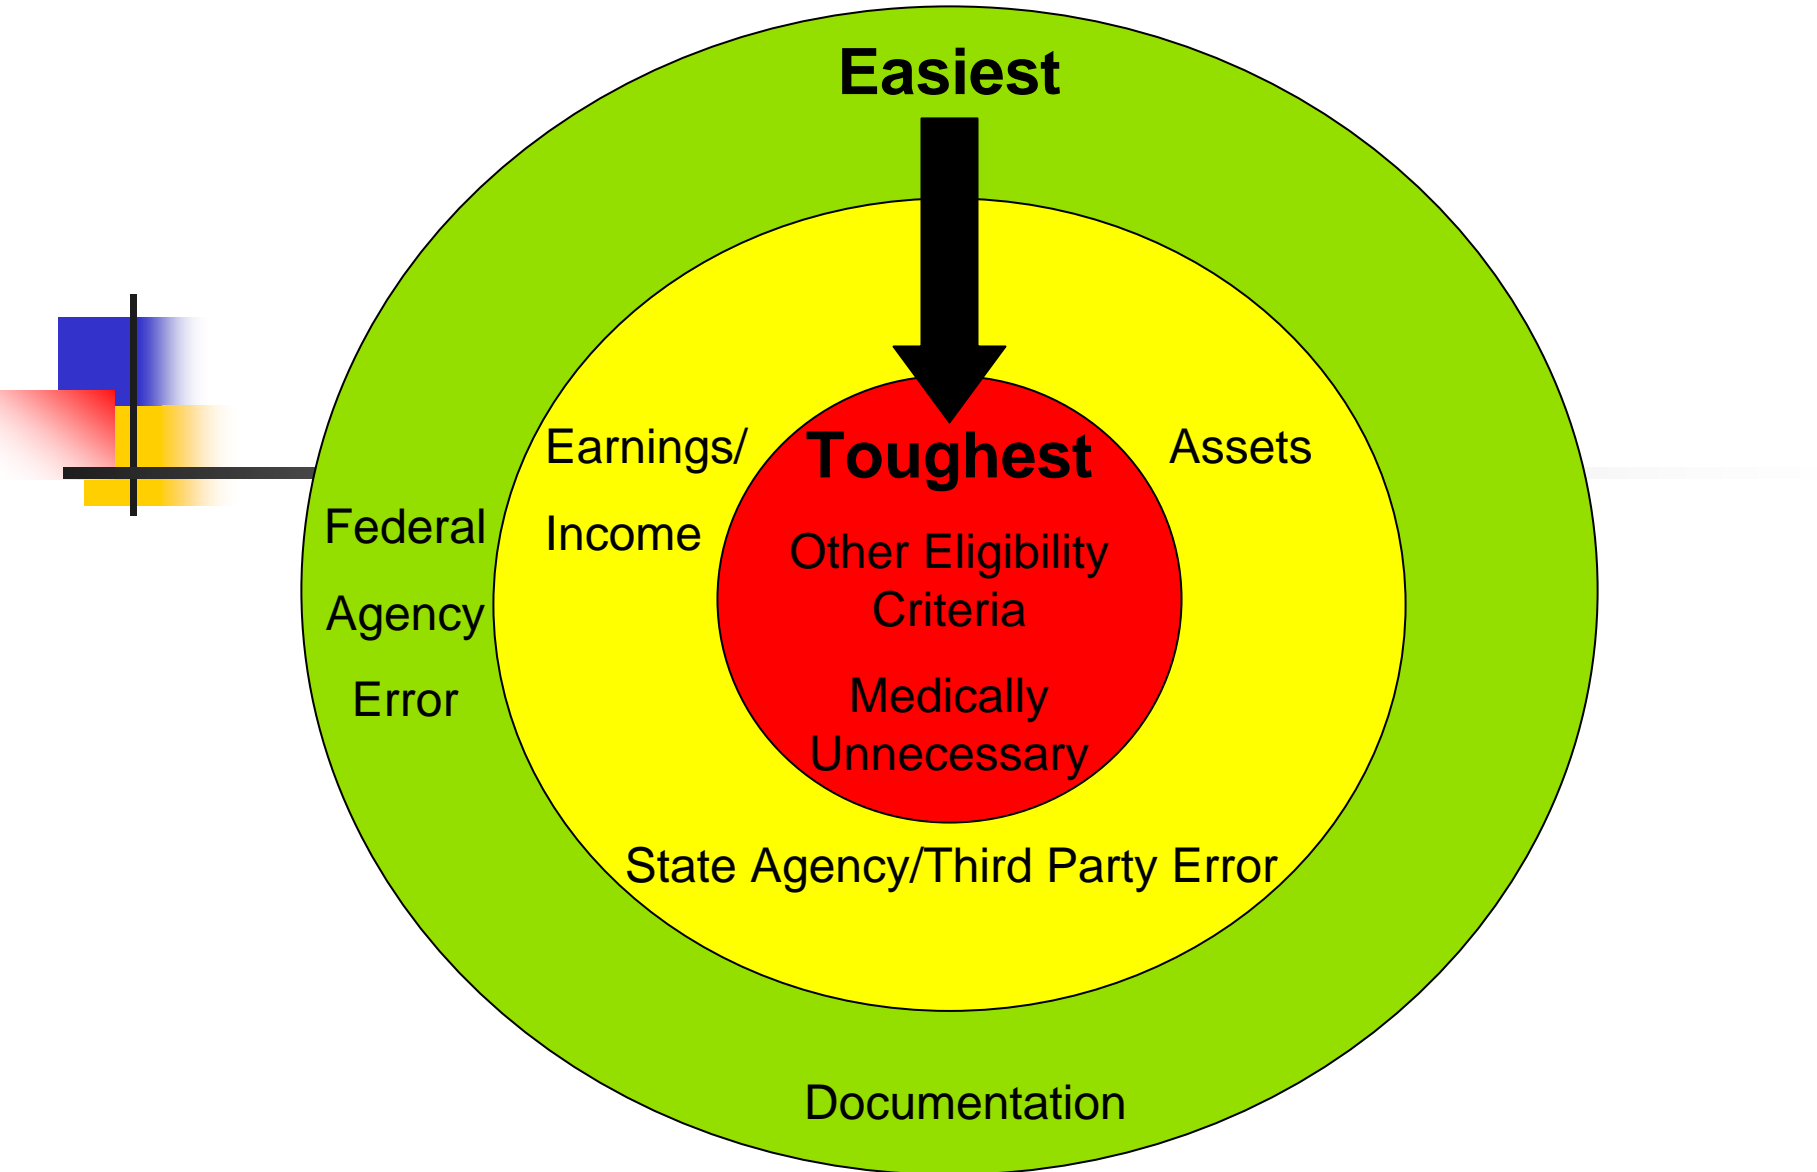 Easiest
Toughest
Earnings/
Income
Assets
Federal
Agency
Error
Other Eligibility
Criteria
Medically
Unnecessary
State Agency/Third Party Error
Documentation